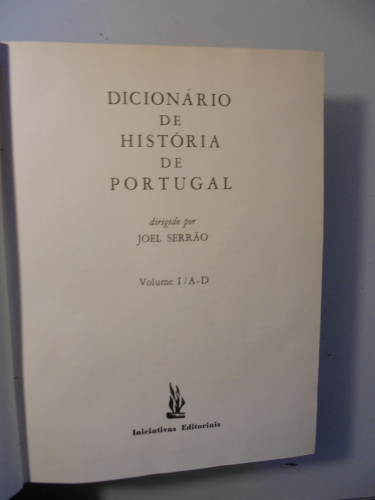 DICIONÁRIO
DE
HISTÓRIA
DE
PORTUGAL
dirigido por
JOEL SERRÃO
Volume I/A-D
Iniciativas Editoriais